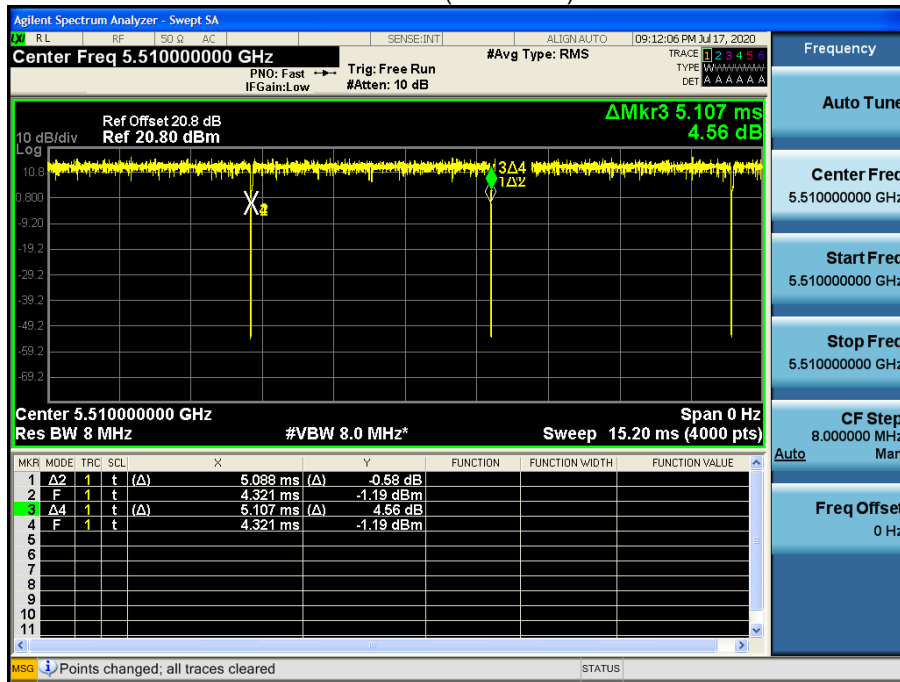 Agilent Spectrum Analyzer - Swept SA
LXI RL RF 50 Ω AC SENSE:INT ALIGN AUTO 09:12:06 PM Jul 17, 2020
Center Freq 5.510000000 GHz
PNO: Fast
IFGain:Low
Trig: Free Run
#Atten: 10 dB
#Avg Type: RMS
TRACE 1 2 3 4 5 6
TYPE WWWWWW
DET A A A A A A
Frequency
Auto Tune
Center Freq
5.510000000 GHz
Start Freq
5.510000000 GHz
Stop Freq
5.510000000 GHz
CF Step
8.000000 MHz
Auto Man
Freq Offset
0 Hz
10 dB/div
Log
Ref Offset 20.8 dB
Ref 20.80 dBm
ΔMkr3 5.107 ms
4.56 dB
10.8
0.800
-9.20
-19.2
-29.2
-39.2
-49.2
-59.2
-69.2
3Δ4
1Δ2
Center 5.510000000 GHz Span 0 Hz
Res BW 8 MHz #VBW 8.0 MHz* Sweep 15.20 ms (4000 pts)
MKR MODE TRC SCL X Y FUNCTION FUNCTION WIDTH FUNCTION VALUE
1 Δ2 1 t (Δ) 5.088 ms (Δ) -0.58 dB
2 F 1 t 4.321 ms -1.19 dBm
3 Δ4 1 t (Δ) 5.107 ms (Δ) 4.56 dB
4 F 1 t 4.321 ms -1.19 dBm
5
6
7
8
9
10
11
MSG Points changed; all traces cleared STATUS